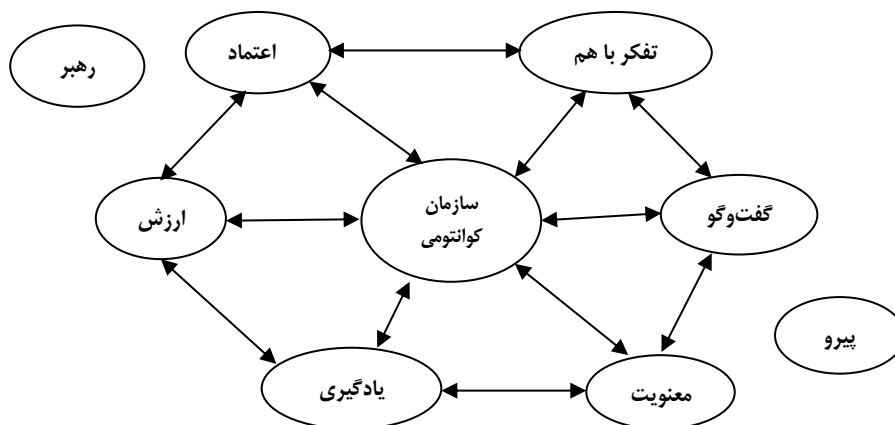 تفکر با هم
اعتماد
رهبر
گفت‌وگو
سازمان
کوانتومی
ارزش
پیرو
معنویت
یادگیری